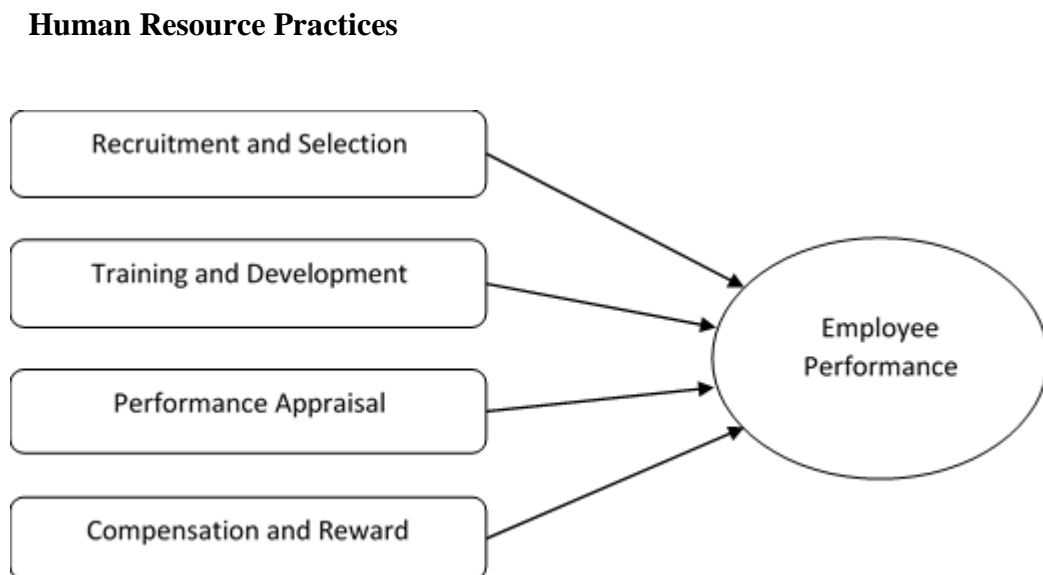 Human Resource Practices
Recruitment and Selection
Training and Development
Performance Appraisal
Compensation and Reward
Employee
Performance